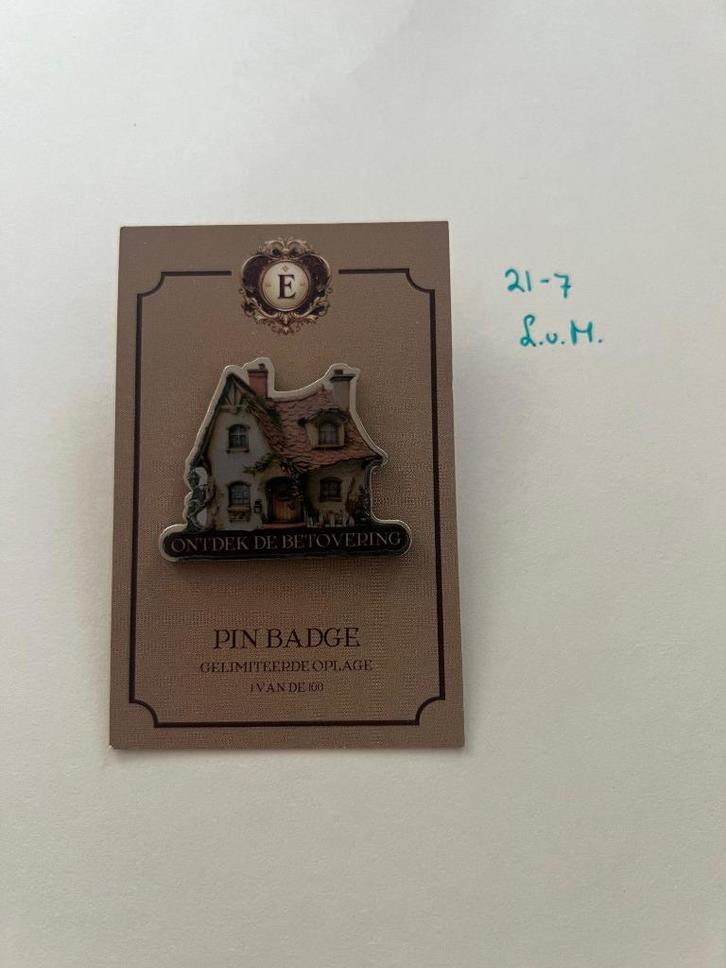 E
21-7
L.v.M.
ONTDEK DE BETOVERING
PIN BADGE
GELIMITEERDE OPLAGE
1 VAN DE 100